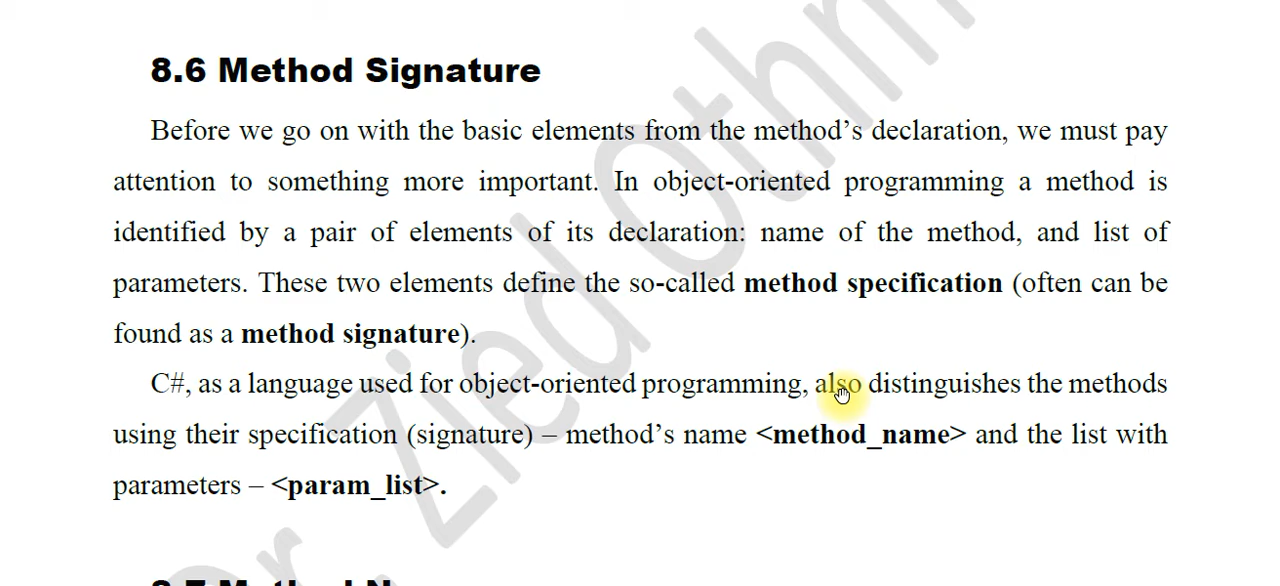 8.6 Method Signature
Before we go on with the basic elements from the method's declaration, we must pay
attention to something more important. In object-oriented programming a method is
identified by a pair of elements of its declaration: name of the method, and list of
parameters. These two elements define the so-called method specification (often can be
found as a method signature).
C#, as a language used for object-oriented programming, also distinguishes the methods
using their specification (signature) – method's name <method_name> and the list with
parameters – <param_list>.
Dr. Zied Othm